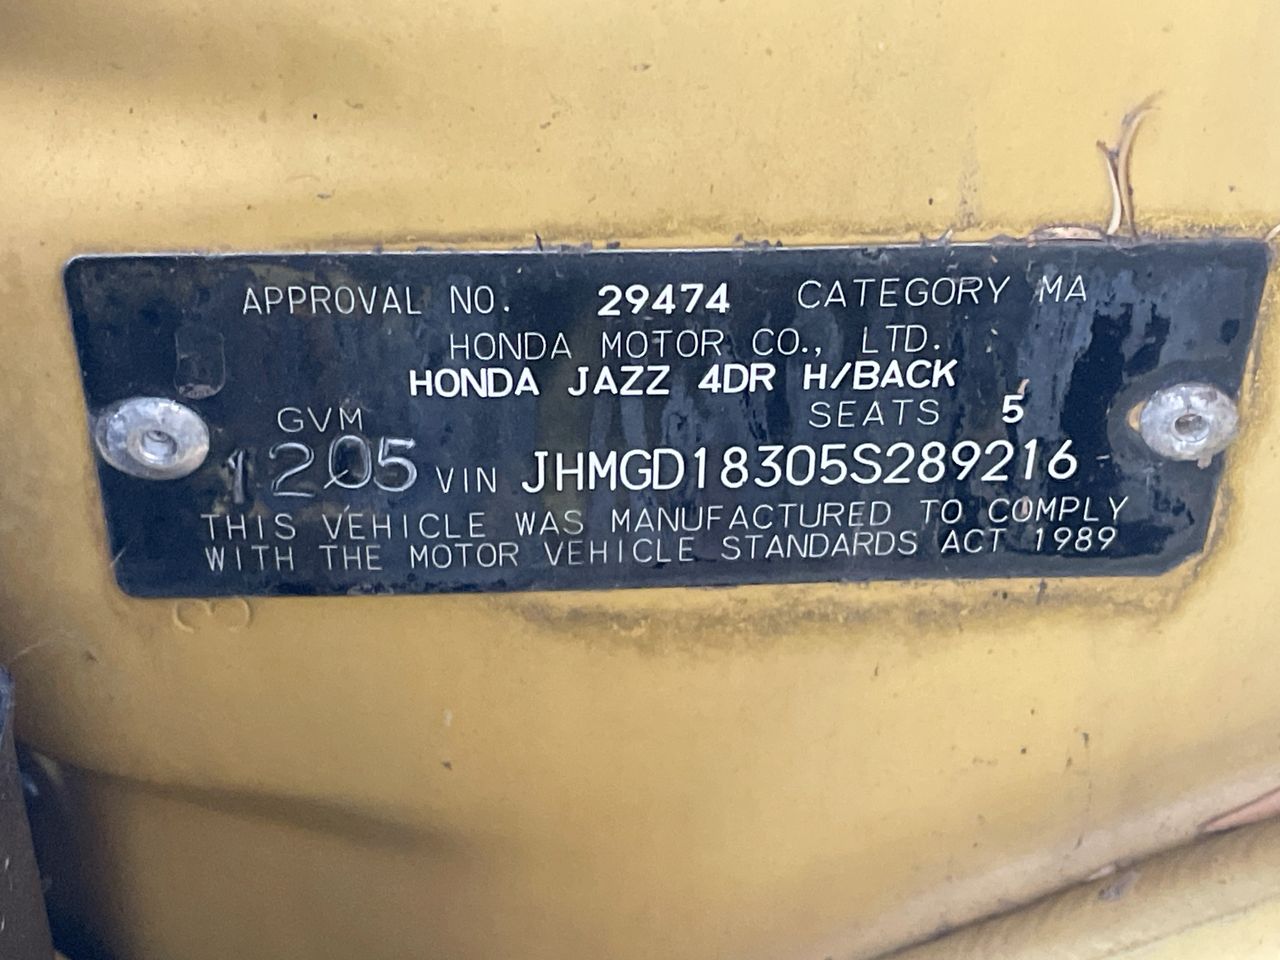 APPROVAL NO. 29474 CATEGORY MA
HONDA MOTOR CO., LTD.
HONDA JAZZ 4DR H/BACK
GVM SEATS 5
1205 VIN JHMGD18305S289216
THIS VEHICLE WAS MANUFACTURED TO COMPLY
WITH THE MOTOR VEHICLE STANDARDS ACT 1989